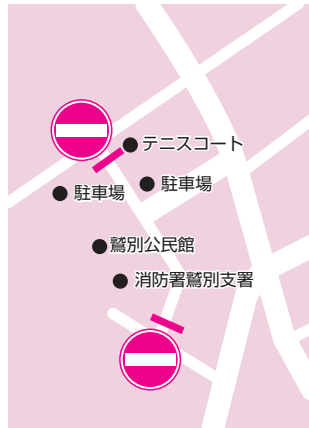 テニスコート
駐車場
駐車場
鷲別公民館
消防署鷲別支署